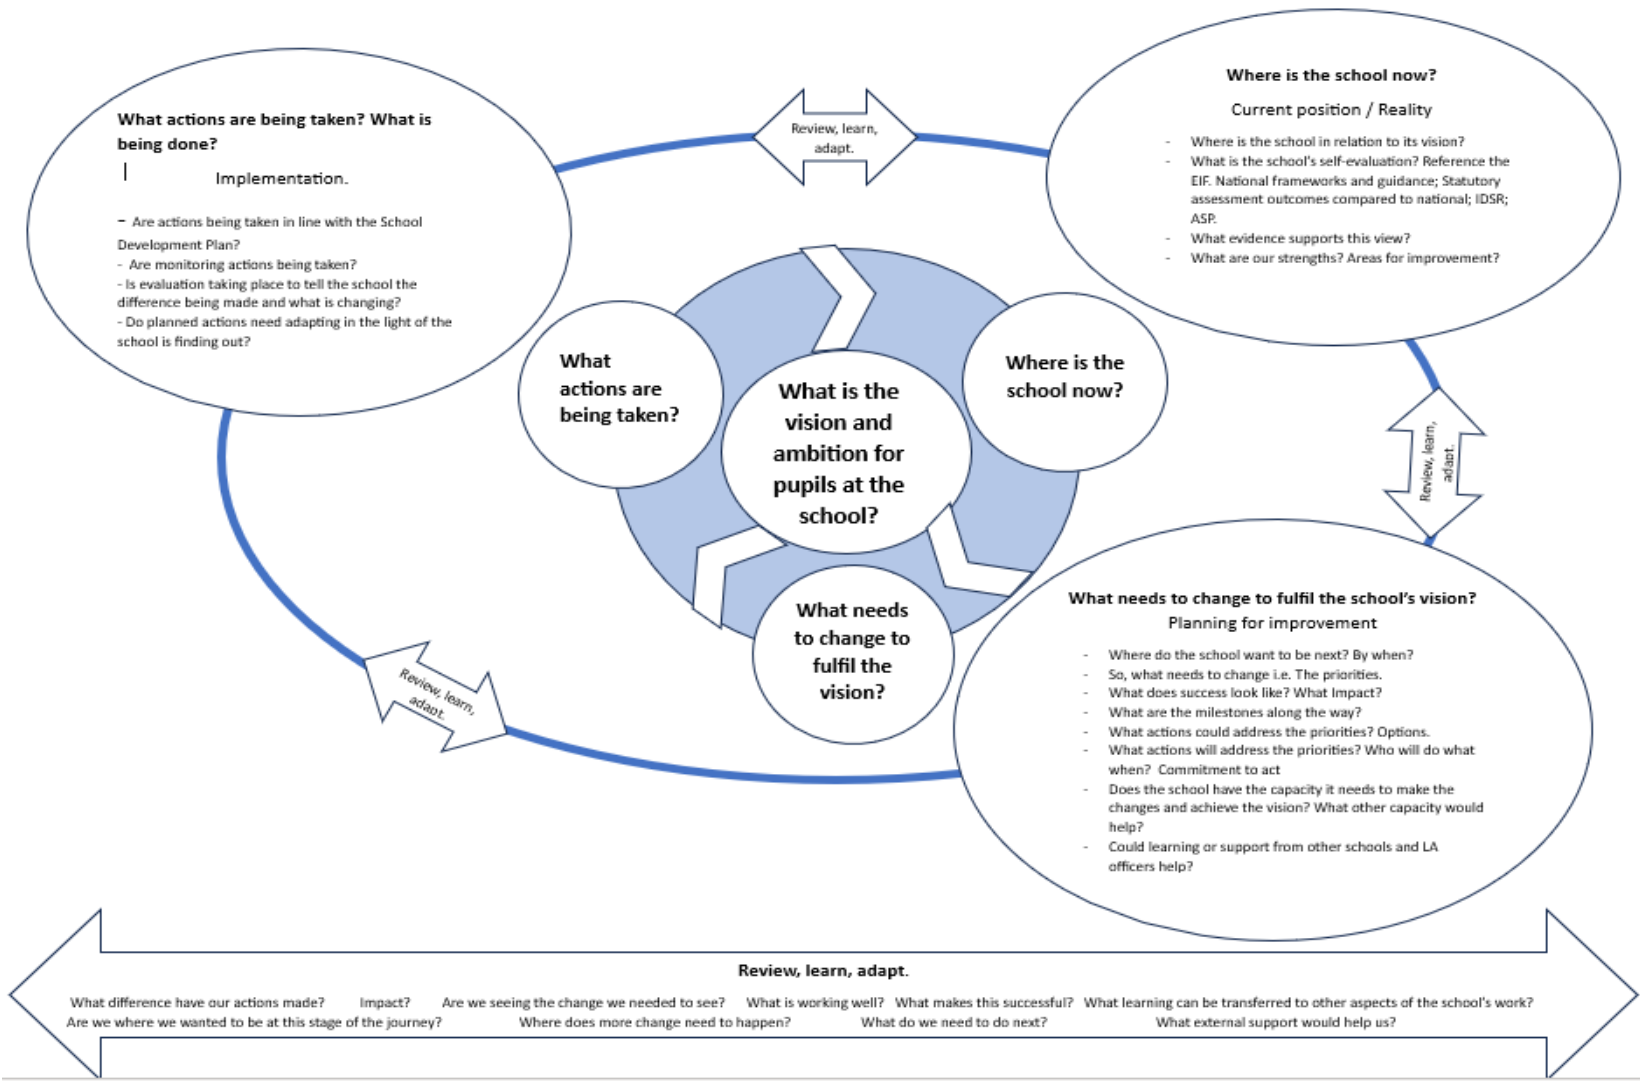 What actions are being taken? What is
being done?
Implementation.
– Are actions being taken in line with the School
Development Plan?
- Are monitoring actions being taken?
- Is evaluation taking place to tell the school the
difference being made and what is changing?
- Do planned actions need adapting in the light of the
school is finding out?
Review, learn,
adapt.
Where is the school now?
Current position / Reality
- Where is the school in relation to its vision?
- What is the school's self-evaluation? Reference the
EIF. National frameworks and guidance; Statutory
assessment outcomes compared to national; IDSR;
ASP.
- What evidence supports this view?
- What are our strengths? Areas for improvement?
What
actions are
being taken?
What is the
vision and
ambition for
pupils at the
school?
Where is the
school now?
What needs
to change to
fulfil the
vision?
Review, learn,
adapt.
What needs to change to fulfil the school's vision?
Planning for improvement
- Where do the school want to be next? By when?
- So, what needs to change i.e. The priorities.
- What does success look like? What Impact?
- What are the milestones along the way?
- What actions could address the priorities? Options.
- What actions will address the priorities? Who will do what
when? Commitment to act
- Does the school have the capacity it needs to make the
changes and achieve the vision? What other capacity would
help?
- Could learning or support from other schools and LA
officers help?
Review, learn,
adapt.
Review, learn, adapt.
What difference have our actions made? Impact? Are we seeing the change we needed to see? What is working well? What makes this successful? What learning can be transferred to other aspects of the school's work?
Are we where we wanted to be at this stage of the journey? Where does more change need to happen? What do we need to do next? What external support would help us?